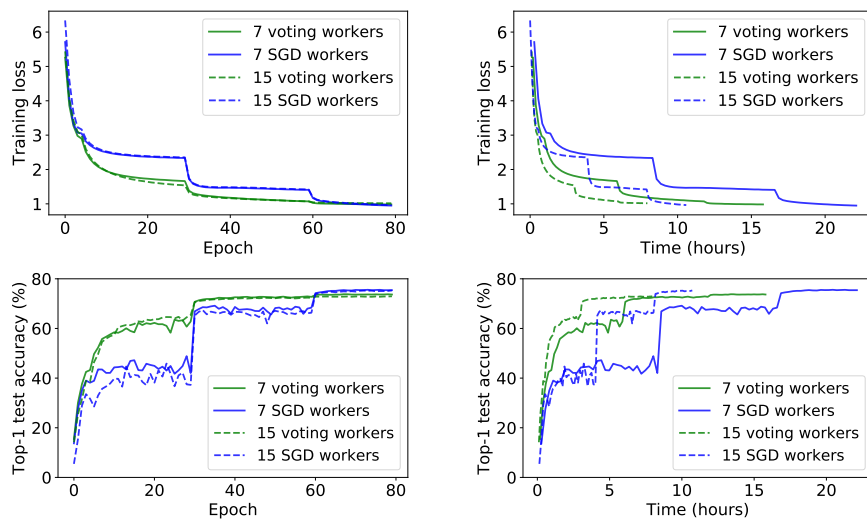 6
5
4
3
2
1
Training loss
0
20
40
60
80
Epoch
7 voting workers
7 SGD workers
15 voting workers
15 SGD workers
6
5
4
3
2
1
Training loss
0
5
10
15
20
Time (hours)
7 voting workers
7 SGD workers
15 voting workers
15 SGD workers
80
60
40
20
0
Top-1 test accuracy (%)
0
20
40
60
80
Epoch
7 voting workers
7 SGD workers
15 voting workers
15 SGD workers
80
60
40
20
0
Top-1 test accuracy (%)
0
5
10
15
20
Time (hours)
7 voting workers
7 SGD workers
15 voting workers
15 SGD workers